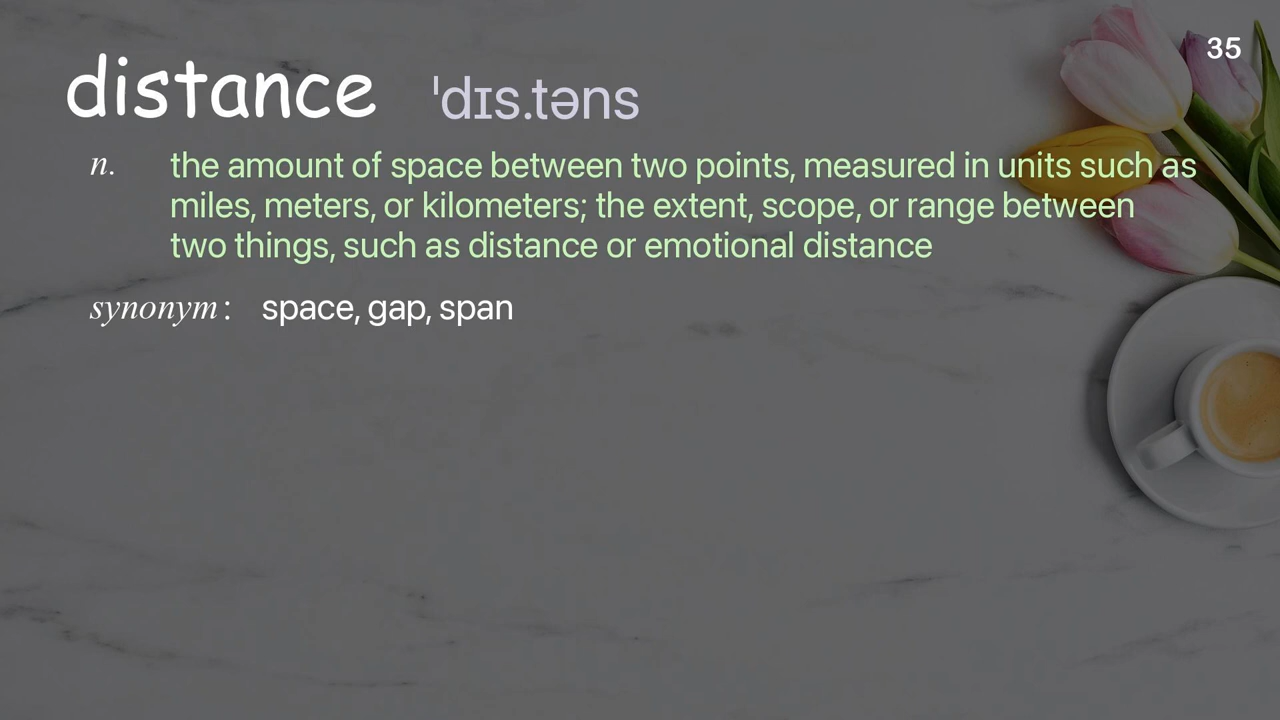 35
distance ˈdɪs.təns
n. the amount of space between two points, measured in units such as
miles, meters, or kilometers; the extent, scope, or range between
two things, such as distance or emotional distance
synonym: space, gap, span